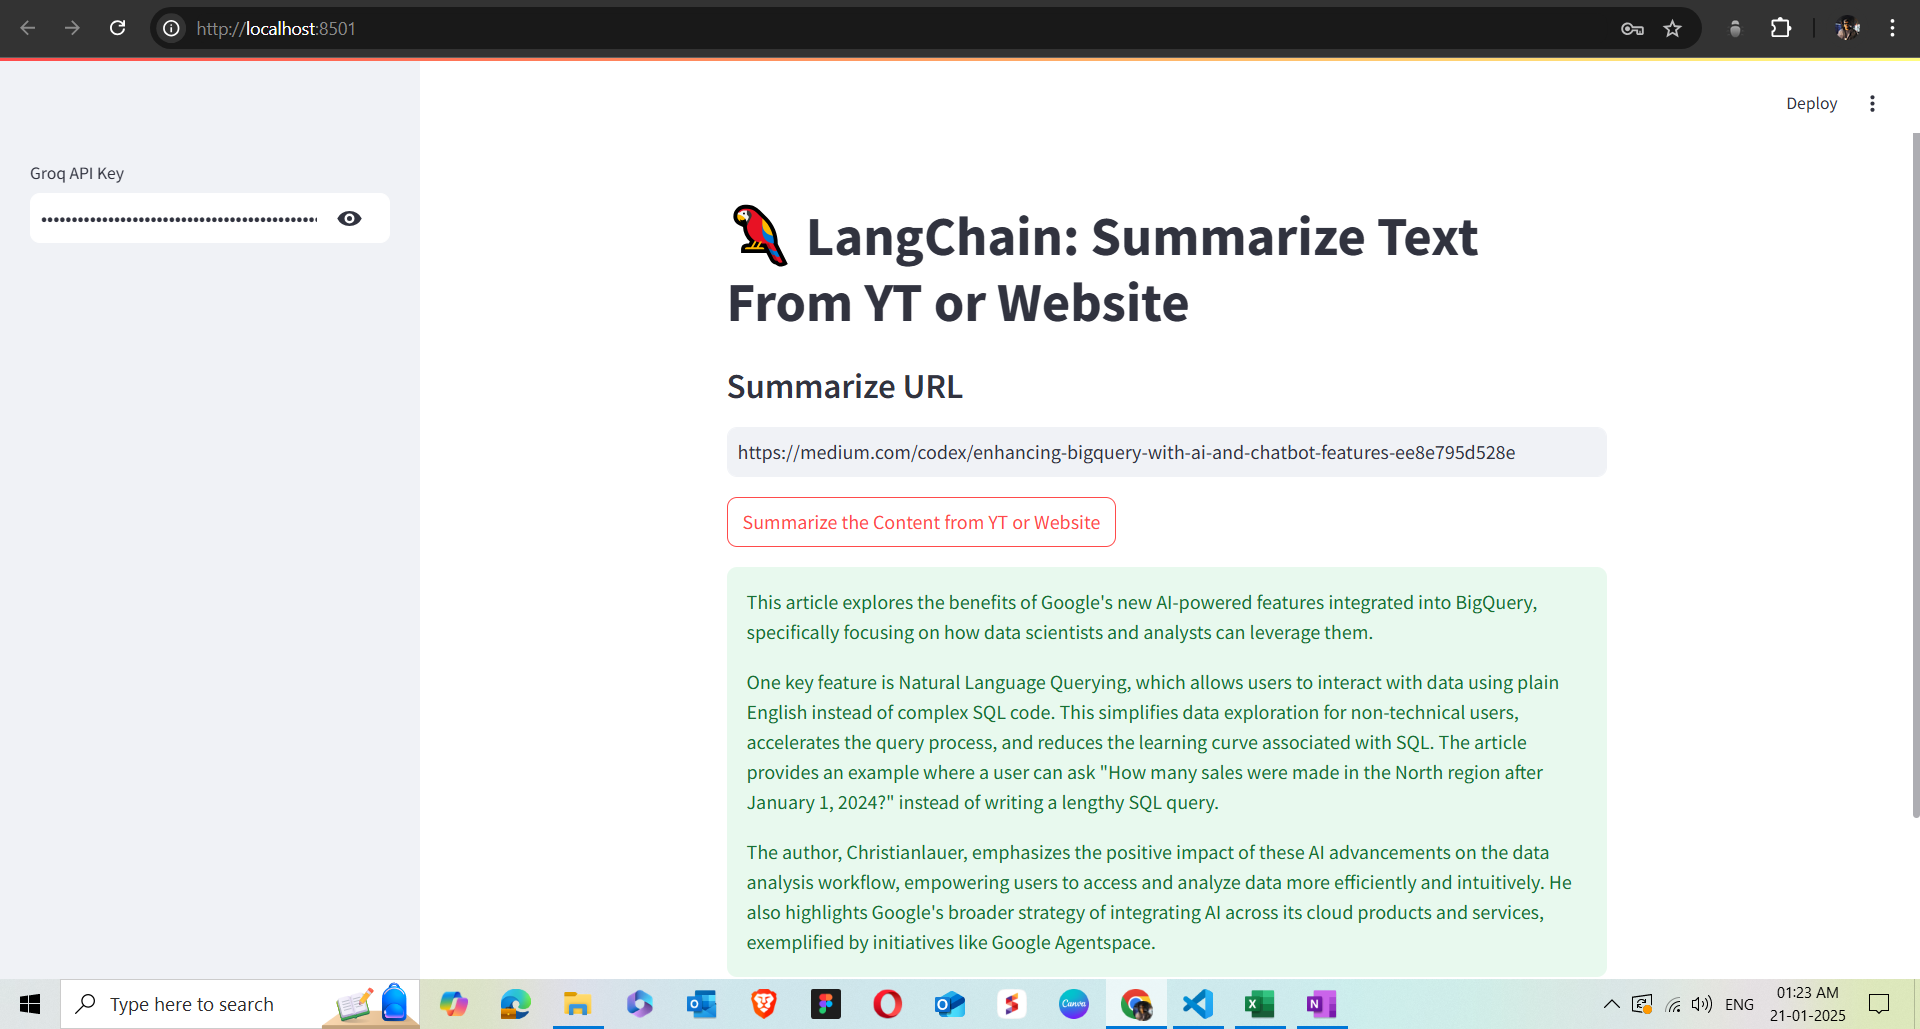 http://localhost:8501
Deploy
Groq API Key
LangChain: Summarize Text
From YT or Website
Summarize URL
https://medium.com/codex/enhancing-bigquery-with-ai-and-chatbot-features-ee8e795d528e
Summarize the Content from YT or Website
This article explores the benefits of Google's new AI-powered features integrated into BigQuery,
specifically focusing on how data scientists and analysts can leverage them.
One key feature is Natural Language Querying, which allows users to interact with data using plain
English instead of complex SQL code. This simplifies data exploration for non-technical users,
accelerates the query process, and reduces the learning curve associated with SQL. The article
provides an example where a user can ask "How many sales were made in the North region after
January 1, 2024?" instead of writing a lengthy SQL query.
The author, Christianlauer, emphasizes the positive impact of these AI advancements on the data
analysis workflow, empowering users to access and analyze data more efficiently and intuitively. He
also highlights Google's broader strategy of integrating AI across its cloud products and services,
exemplified by initiatives like Google Agentspace.
Type here to search
Canva
ENG
01:23 AM
21-01-2025